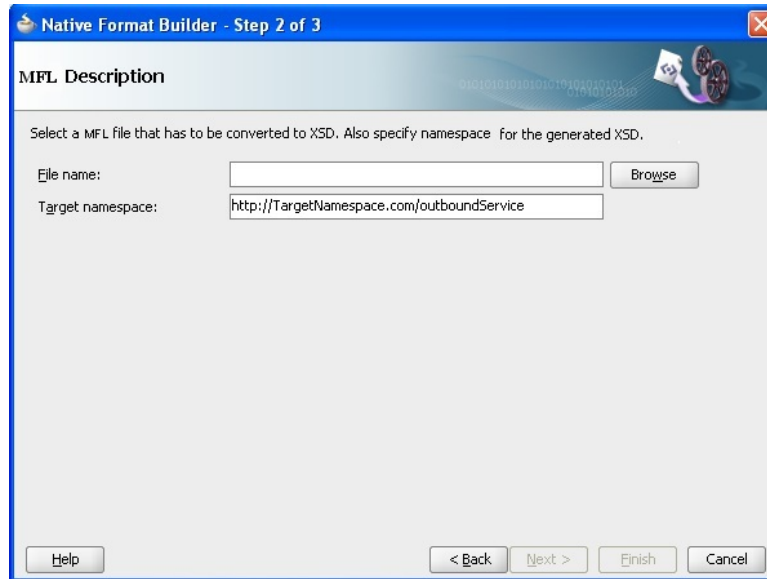 Native Format Builder - Step 2 of 3
MFL Description
Select a MFL file that has to be converted to XSD. Also specify namespace for the generated XSD.
File name:
Browse
Target namespace:
http://TargetNamespace.com/outboundService
Help
< Back
Next >
Finish
Cancel